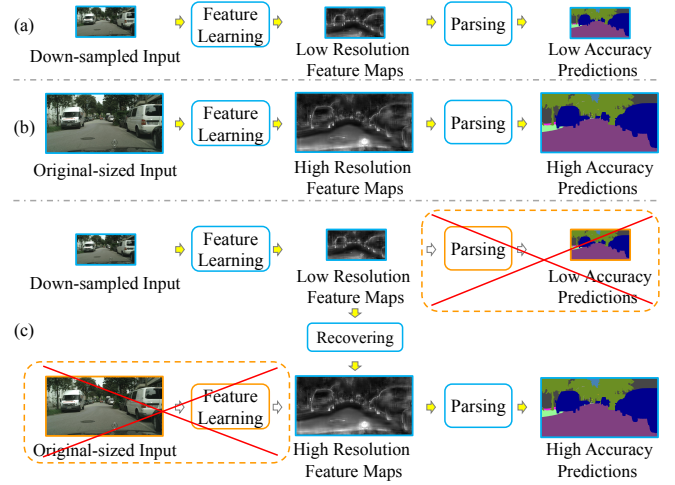 (a)
Feature
Learning
Parsing
Down-sampled Input
Low Resolution
Feature Maps
Low Accuracy
Predictions
(b)
Feature
Learning
Parsing
Original-sized Input
High Resolution
Feature Maps
High Accuracy
Predictions
Feature
Learning
Parsing
Down-sampled Input
Low Resolution
Feature Maps
Low Accuracy
Predictions
(c)
Recovering
Feature
Learning
Parsing
Original-sized Input
High Resolution
Feature Maps
High Accuracy
Predictions